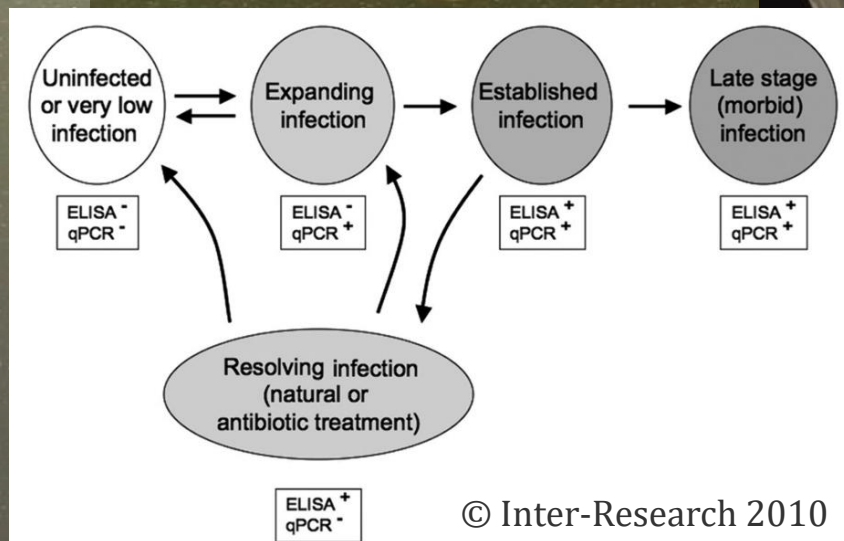 Uninfected
or very low
infection
Expanding
infection
Established
infection
Late stage
(morbid)
infection
ELISA -
qPCR -
ELISA -
qPCR +
ELISA +
qPCR +
ELISA +
qPCR +
Resolving infection
(natural or
antibiotic treatment)
ELISA +
qPCR -
© Inter-Research 2010